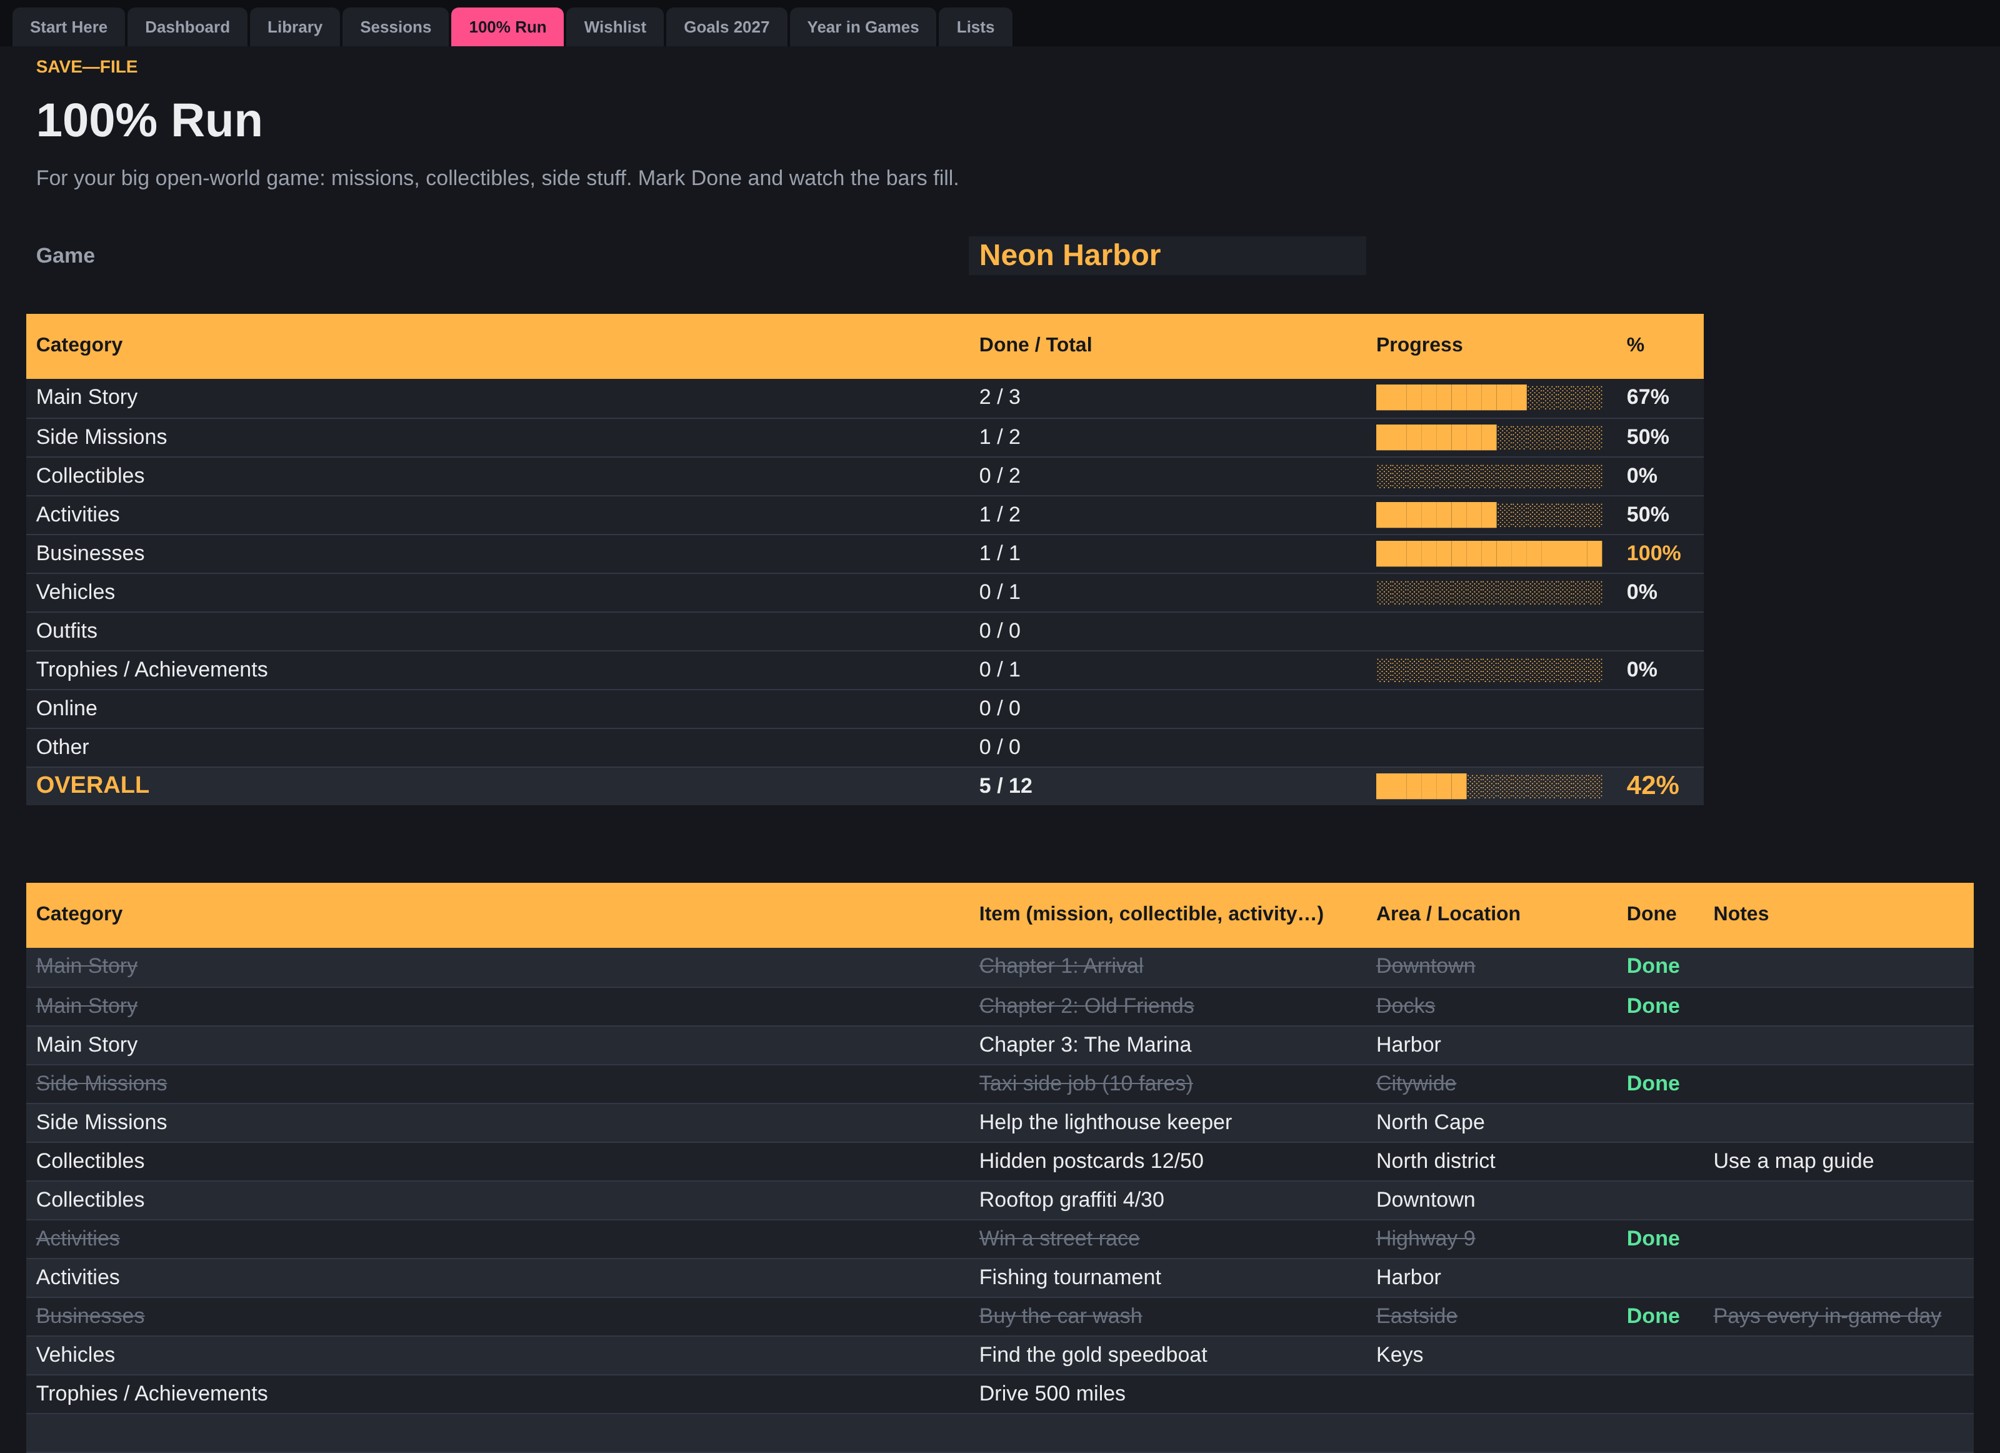 Start Here Dashboard Library Sessions 100% Run Wishlist Goals 2027 Year in Games Lists
SAVE—FILE
100% Run
For your big open-world game: missions, collectibles, side stuff. Mark Done and watch the bars fill.
Game Neon Harbor
Category Done / Total Progress %
Main Story 2 / 3 67%
Side Missions 1 / 2 50%
Collectibles 0 / 2 0%
Activities 1 / 2 50%
Businesses 1 / 1 100%
Vehicles 0 / 1 0%
Outfits 0 / 0
Trophies / Achievements 0 / 1 0%
Online 0 / 0
Other 0 / 0
OVERALL 5 / 12 42%
Category Item (mission, collectible, activity…) Area / Location Done Notes
Main Story Chapter 1: Arrival Downtown Done
Main Story Chapter 2: Old Friends Docks Done
Main Story Chapter 3: The Marina Harbor
Side Missions Taxi side job (10 fares) Citywide Done
Side Missions Help the lighthouse keeper North Cape
Collectibles Hidden postcards 12/50 North district Use a map guide
Collectibles Rooftop graffiti 4/30 Downtown
Activities Win a street race Highway 9 Done
Activities Fishing tournament Harbor
Businesses Buy the car wash Eastside Done Pays every in-game day
Vehicles Find the gold speedboat Keys
Trophies / Achievements Drive 500 miles